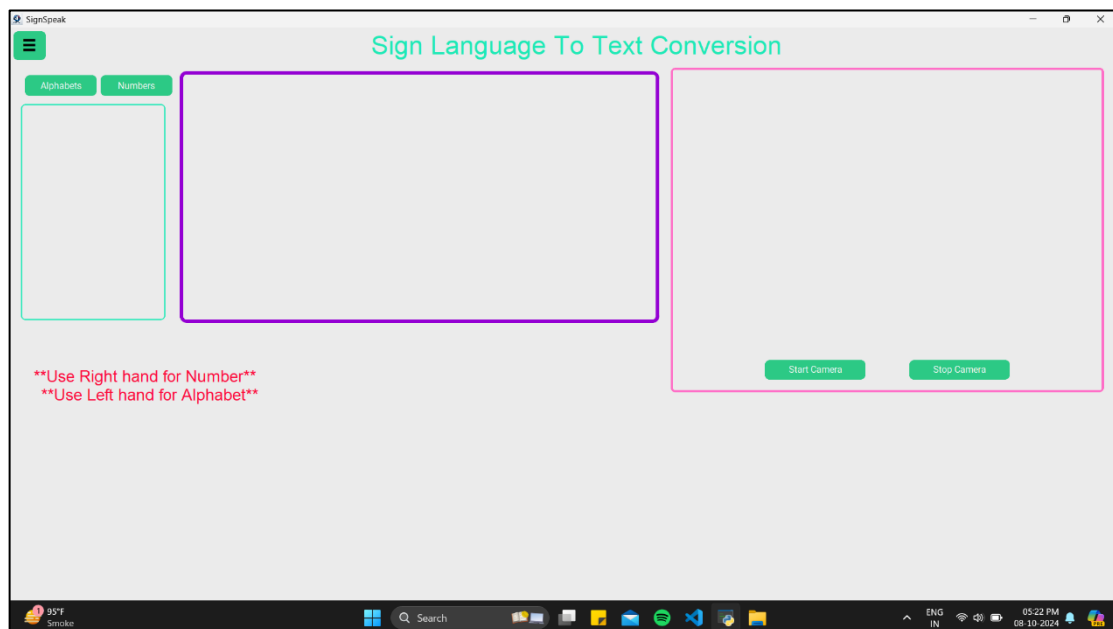 SignSpeak
Sign Language To Text Conversion
Alphabets
Numbers
Start Camera
Stop Camera
**Use Right hand for Number**
**Use Left hand for Alphabet**
1
95°F
Smoke
Search
ENG
IN
05:22 PM
08-10-2024